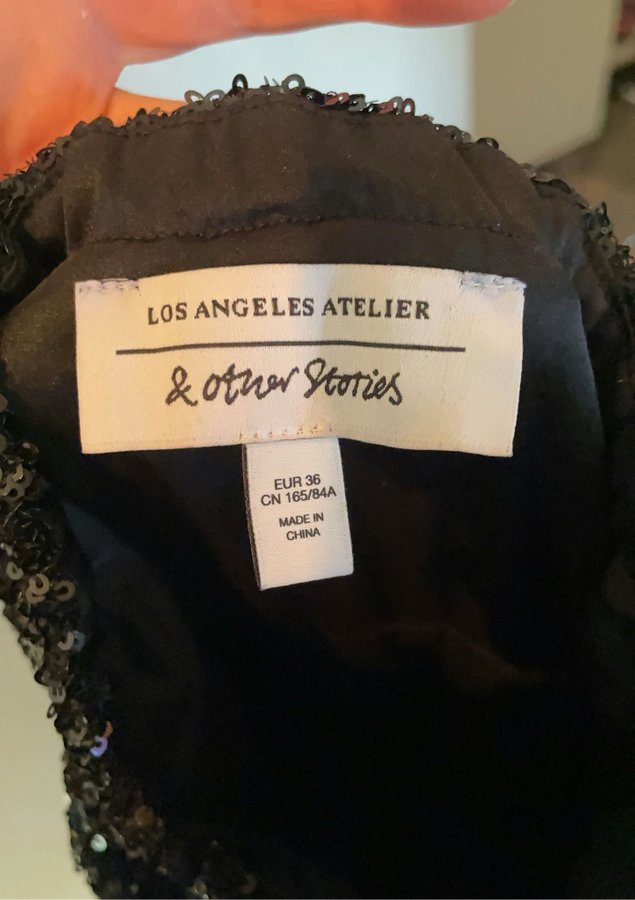 LOS ANGELES ATELIER
& other Stories
EUR 36
CN 165/84A
MADE IN
CHINA